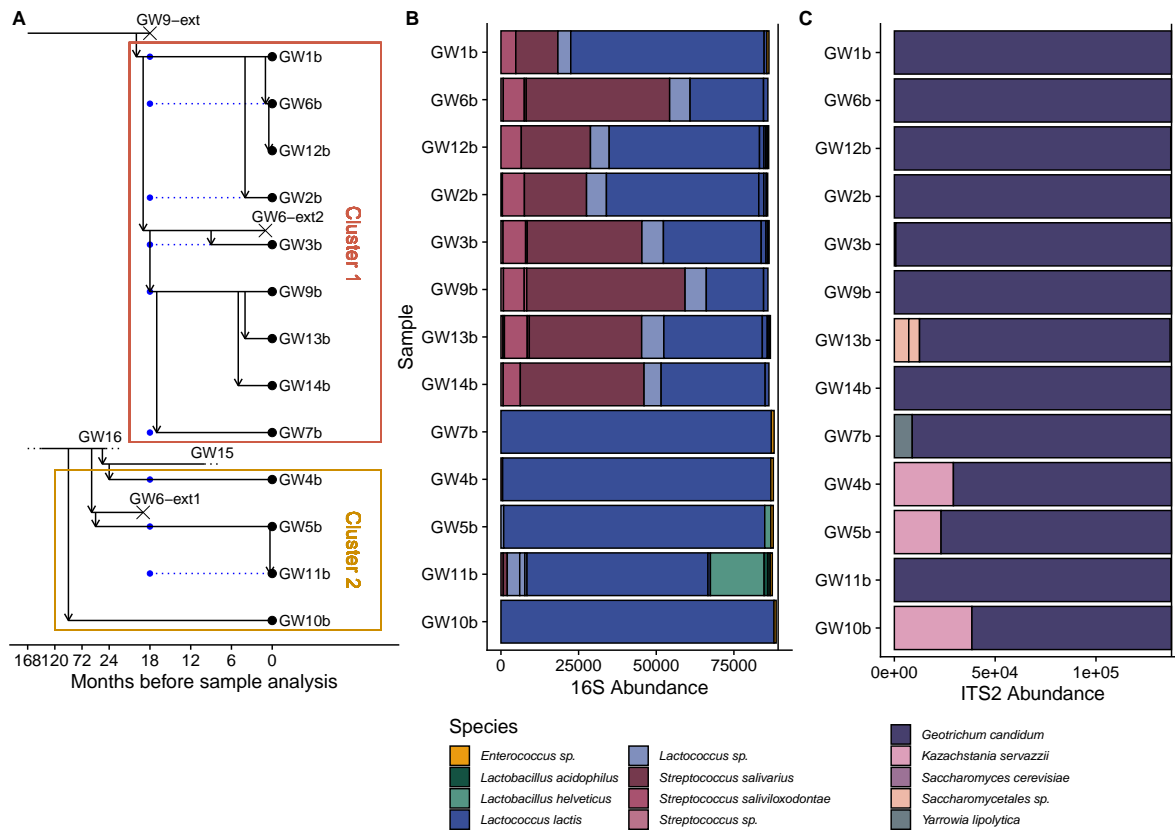 A
GW9-ext
GW1b
GW6b
GW12b
GW2b
GW6-ext2
GW3b
GW9b
GW13b
GW14b
GW7b
Cluster 1
GW16
GW15
GW4b
GW6-ext1
GW5b
GW11b
GW10b
Cluster 2
168 120 72 24 18 12 6 0
Months before sample analysis
B
Sample
GW1b
GW6b
GW12b
GW2b
GW3b
GW9b
GW13b
GW14b
GW7b
GW4b
GW5b
GW11b
GW10b
0 25000 50000 75000
16S Abundance
C
GW1b
GW6b
GW12b
GW2b
GW3b
GW9b
GW13b
GW14b
GW7b
GW4b
GW5b
GW11b
GW10b
0e+00 5e+04 1e+05
ITS2 Abundance
Species
Enterococcus sp.
Lactobacillus acidophilus
Lactobacillus helveticus
Lactococcus lactis
Lactococcus sp.
Streptococcus salivarius
Streptococcus saliviloxodontae
Streptococcus sp.
Geotrichum candidum
Kazachstania servazzii
Saccharomyces cerevisiae
Saccharomycetales sp.
Yarrowia lipolytica